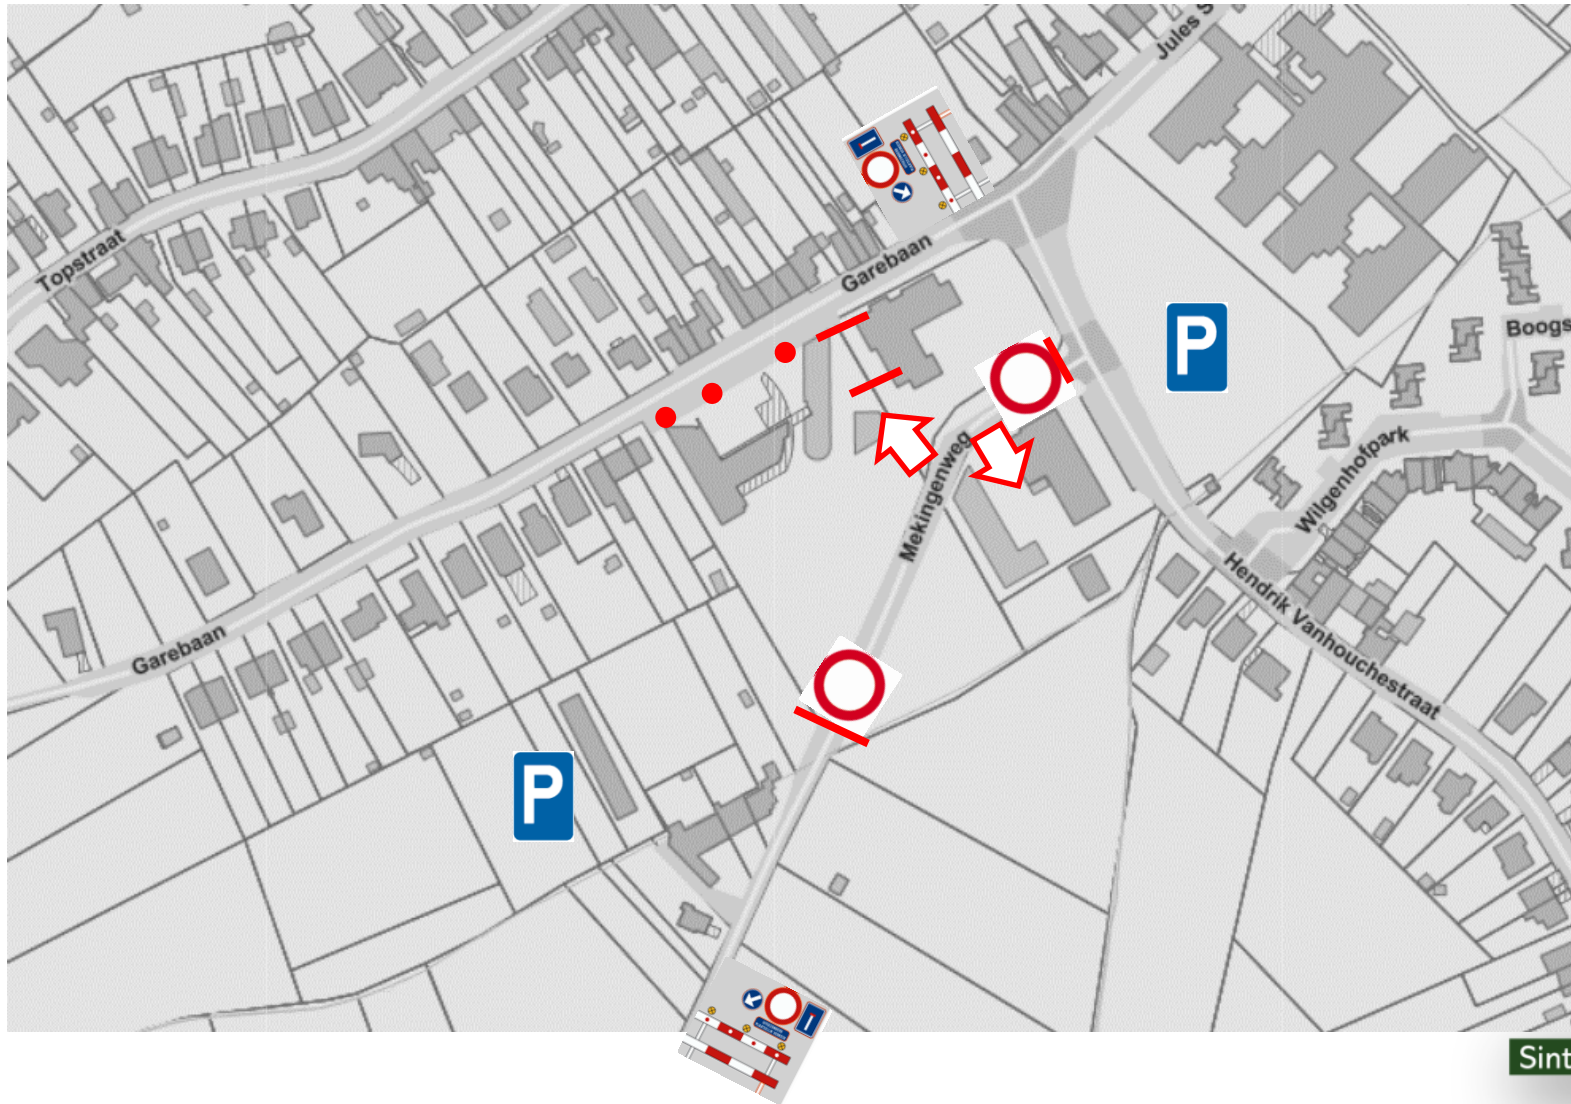 Jules S
Topstraat
Garebaan
P
Boogs
Wilgenhofpark
Mekingenweg
Hendrik Vanhouchestraat
Garebaan
P
Sint